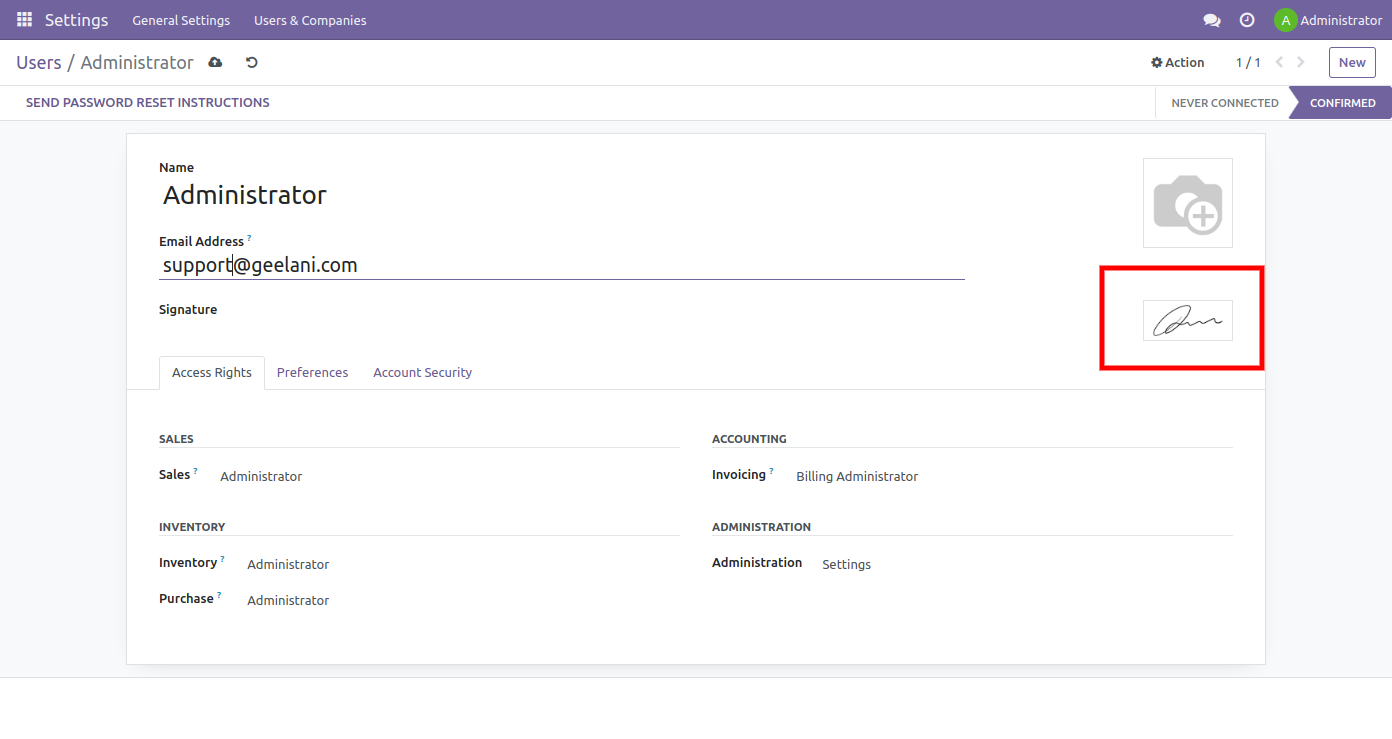 Settings General Settings Users & Companies A Administrator
Users / Administrator Action 1 / 1 New
SEND PASSWORD RESET INSTRUCTIONS NEVER CONNECTED CONFIRMED
Name
Administrator
Email Address ?
support@geelani.com
Signature
Access Rights Preferences Account Security
SALES ACCOUNTING
Sales ? Administrator Invoicing ? Billing Administrator
INVENTORY ADMINISTRATION
Inventory ? Administrator Administration Settings
Purchase ? Administrator